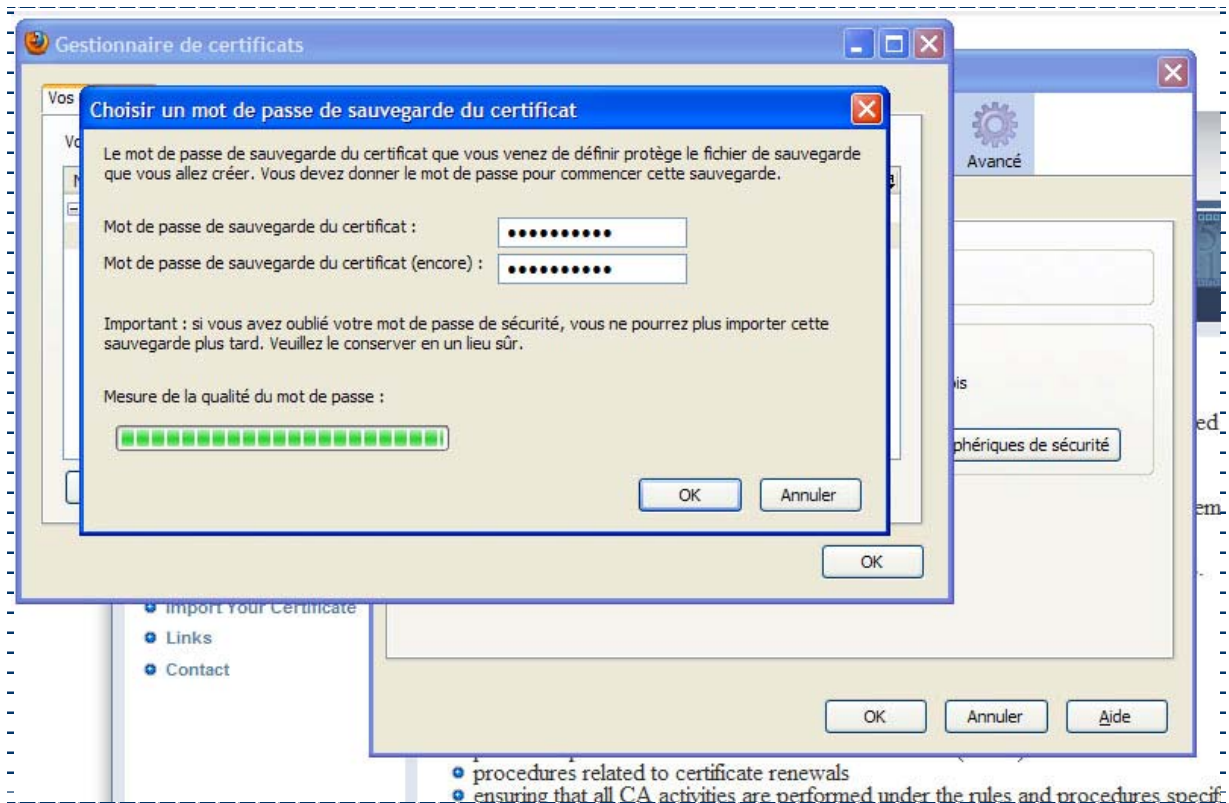 Gestionnaire de certificats
Vos
Choisir un mot de passe de sauvegarde du certificat
Avancé
Le mot de passe de sauvegarde du certificat que vous venez de définir protège le fichier de sauvegarde
que vous allez créer. Vous devez donner le mot de passe pour commencer cette sauvegarde.
Mot de passe de sauvegarde du certificat :
Mot de passe de sauvegarde du certificat (encore) :
Important : si vous avez oublié votre mot de passe de sécurité, vous ne pourrez plus importer cette
sauvegarde plus tard. Veuillez le conserver en un lieu sûr.
Mesure de la qualité du mot de passe :
phériques de sécurité
OK Annuler
OK
Import Your Certificate
Links
Contact
OK Annuler Aide
procedures related to certificate renewals
ensuring that all CA activities are performed under the rules and procedures specif